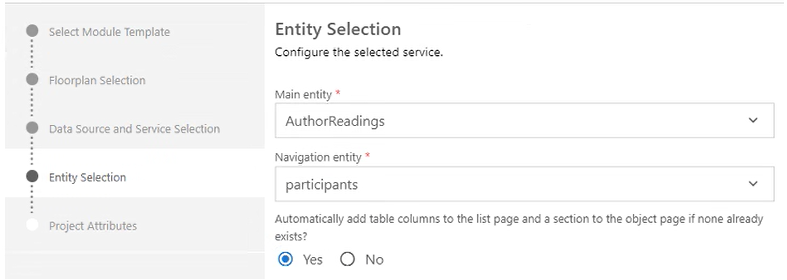 Select Module Template
Floorplan Selection
Data Source and Service Selection
Entity Selection
Project Attributes
Entity Selection
Configure the selected service.
Main entity *
AuthorReadings
Navigation entity *
participants
Automatically add table columns to the list page and a section to the object page if none already
exists?
Yes No